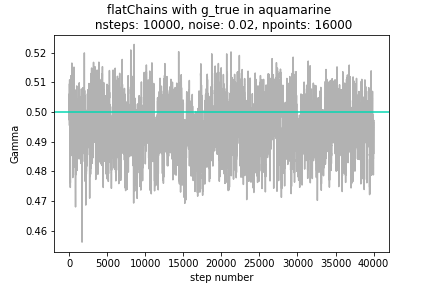 flatChains with g_true in aquamarine
nsteps: 10000, noise: 0.02, npoints: 16000
0.52
0.51
0.50
0.49
0.48
0.47
0.46
Gamma
0 5000 10000 15000 20000 25000 30000 35000 40000
step number